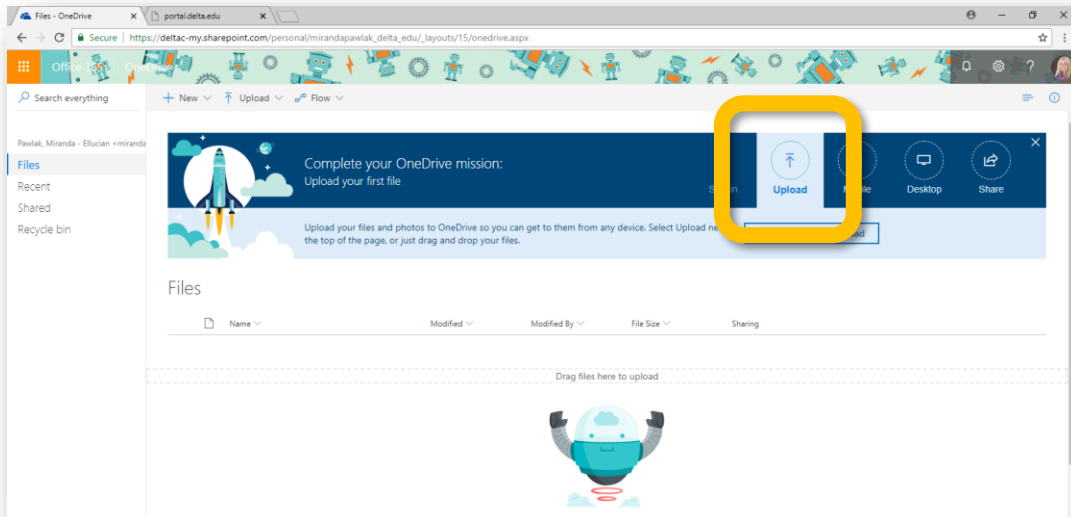 Files - OneDrive
portal.delta.edu
Secure | https://deltac-my.sharepoint.com/personal/mirandapawlak_delta_edu/_layouts/15/onedrive.aspx
Office 365
OneDrive
?
Search everything
+ New
Upload
Flow
Pawlak, Miranda - Ellucian <miranda
Files
Recent
Shared
Recycle bin
Complete your OneDrive mission:
Upload your first file
Upload
Desktop
Share
Upload your files and photos to OneDrive so you can get to them from any device. Select Upload
the top of the page, or just drag and drop your files.
Files
Name
Modified
Modified By
File Size
Sharing
Drag files here to upload